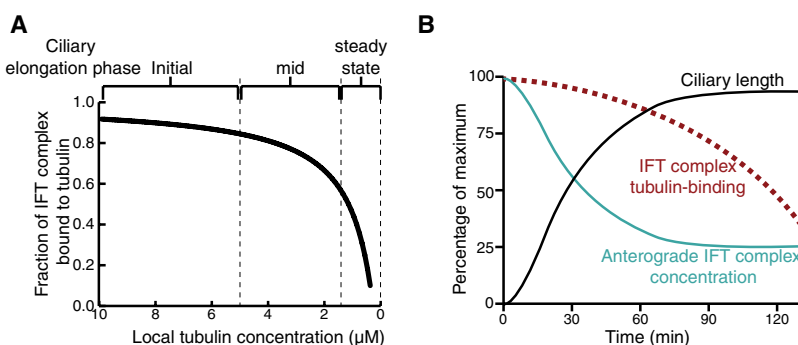 A
Ciliary
elongation phase
Initial
mid
steady
state
Fraction of IFT complex
bound to tubulin
1.0
0.8
0.6
0.4
0.2
0.0
10
8
6
4
2
0
Local tubulin concentration (µM)
B
Percentage of maximum
100
75
50
25
0
Ciliary length
IFT complex
tubulin-binding
Anterograde IFT complex
concentration
0
30
60
90
120
Time (min)